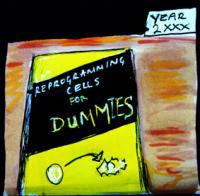 YEAR
2XXX
REPROGRAMMING
CELLS
FOR
DUMMIES